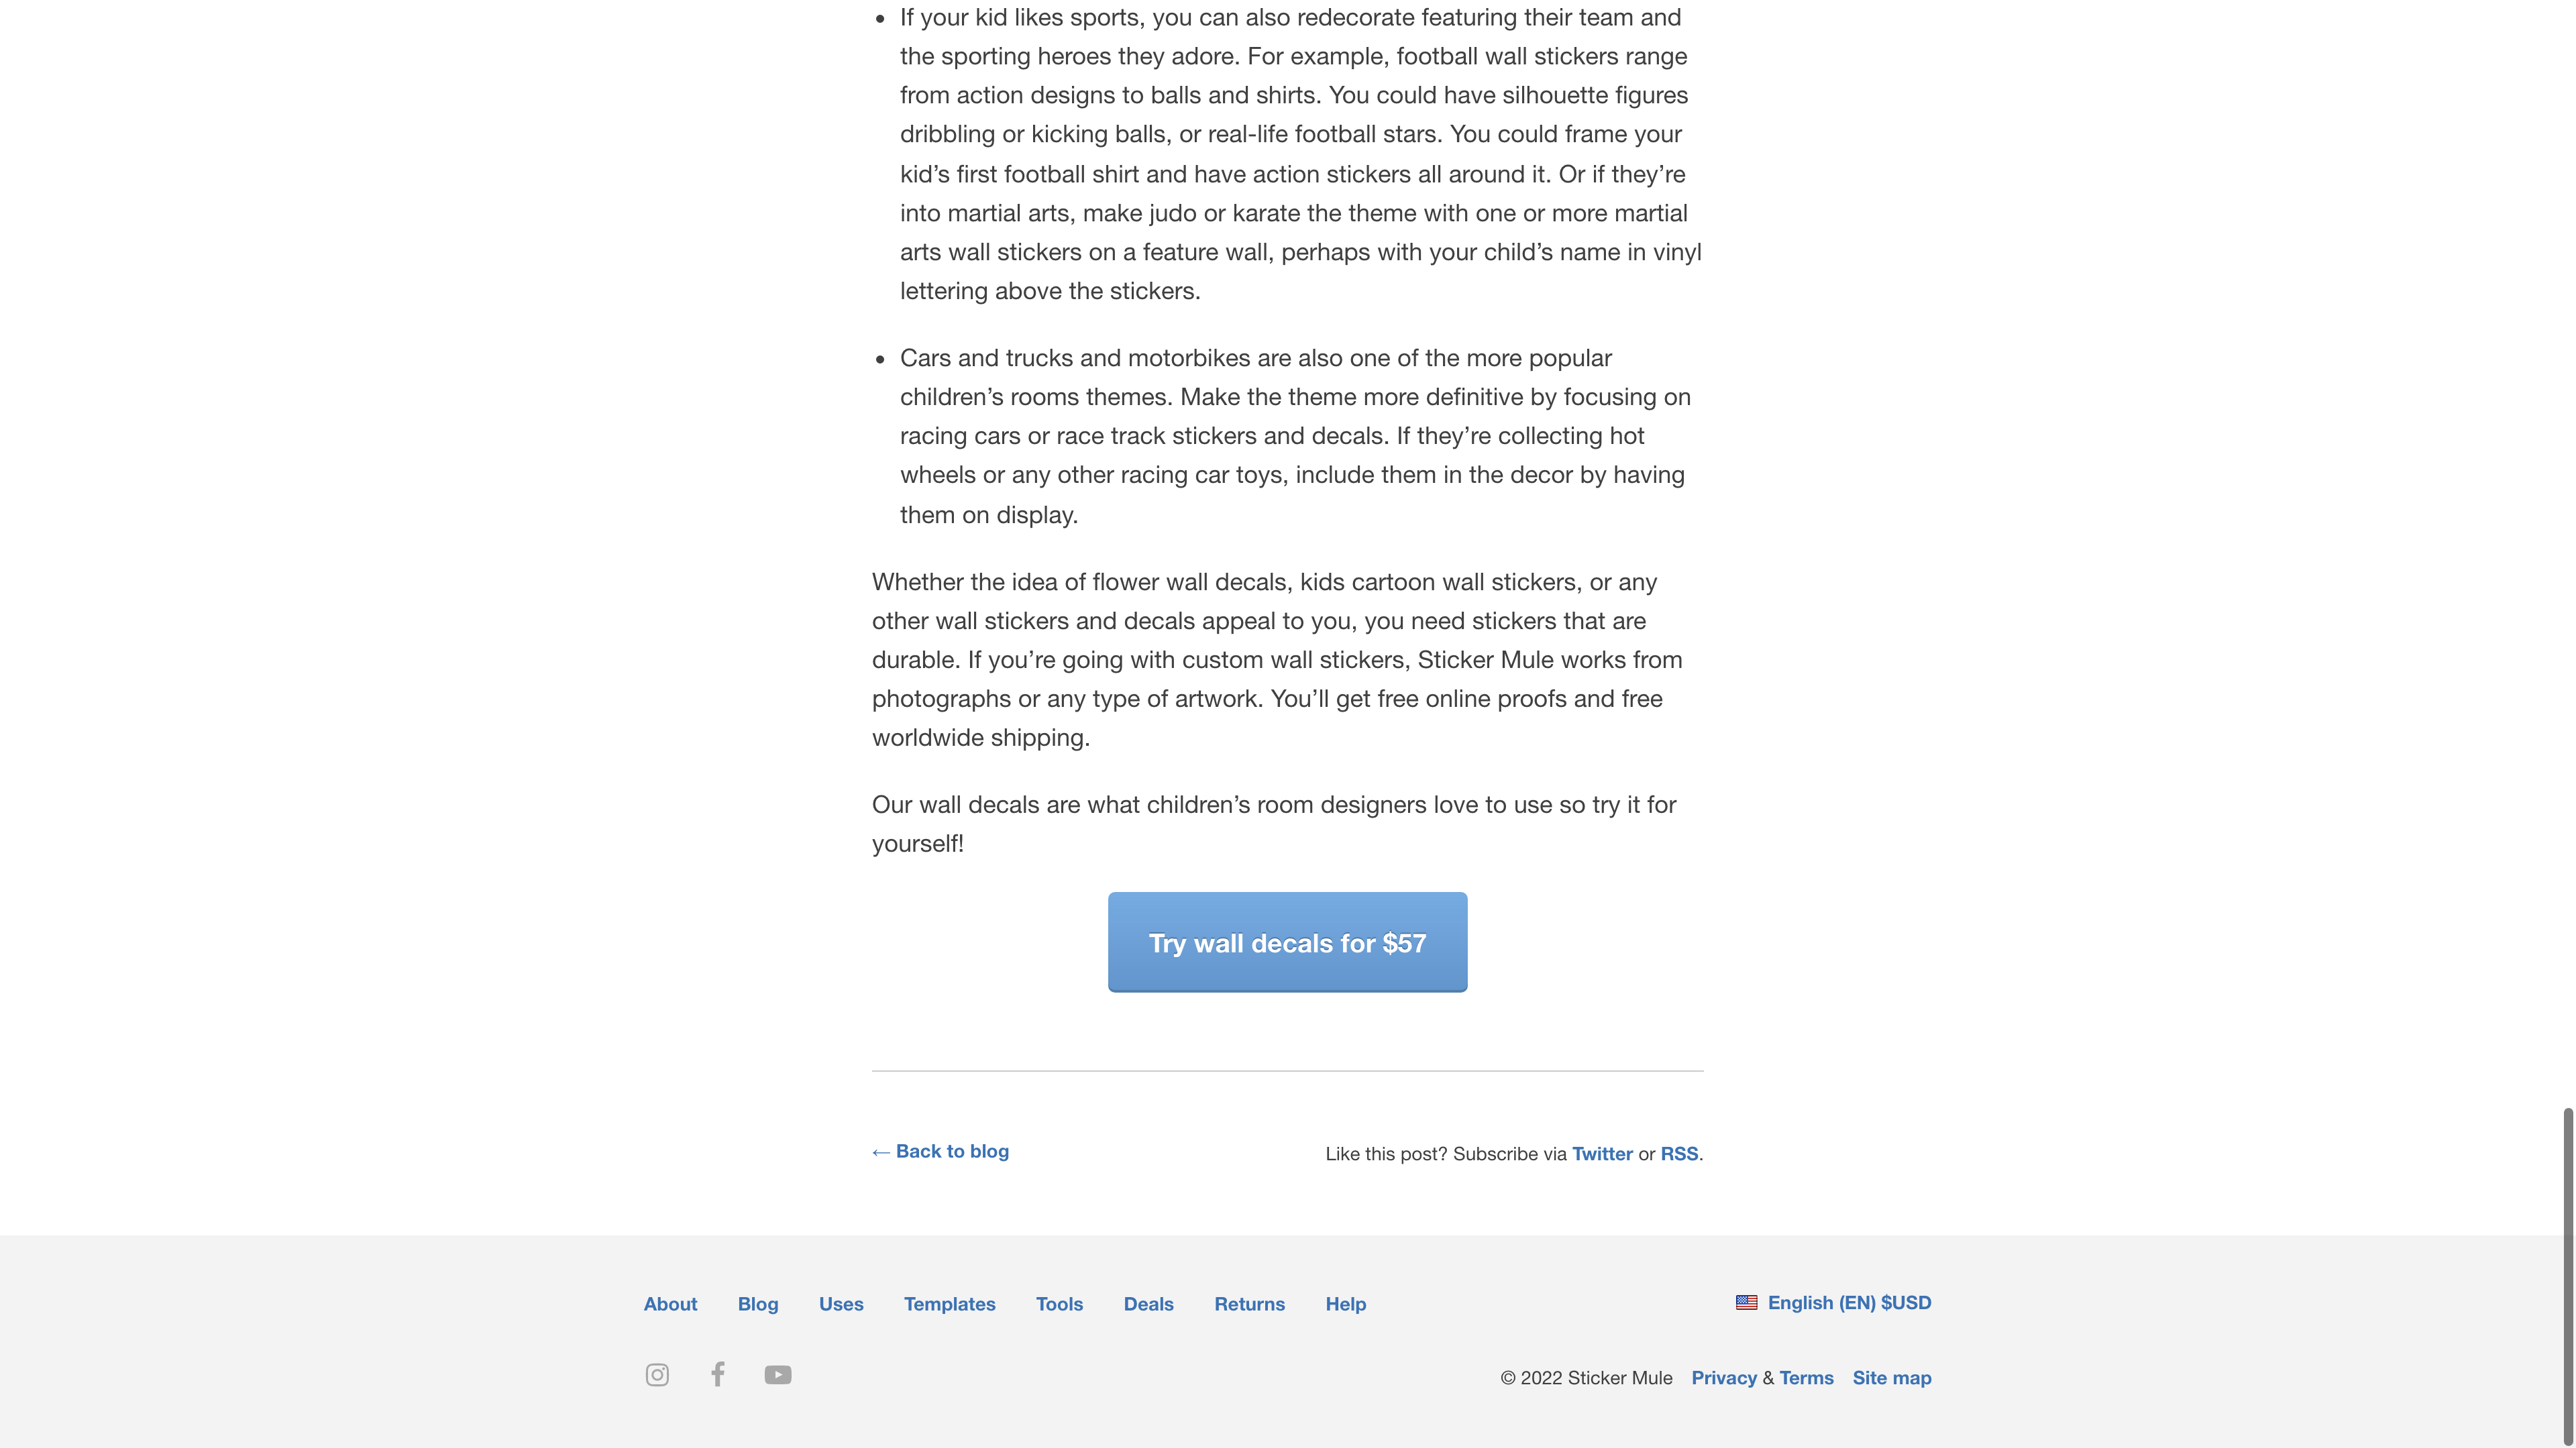 If your kid likes sports, you can also redecorate featuring their team and
the sporting heroes they adore. For example, football wall stickers range
from action designs to balls and shirts. You could have silhouette figures
dribbling or kicking balls, or real-life football stars. You could frame your
kid’s first football shirt and have action stickers all around it. Or if they’re
into martial arts, make judo or karate the theme with one or more martial
arts wall stickers on a feature wall, perhaps with your child’s name in vinyl
lettering above the stickers.
Cars and trucks and motorbikes are also one of the more popular
children’s rooms themes. Make the theme more definitive by focusing on
racing cars or race track stickers and decals. If they’re collecting hot
wheels or any other racing car toys, include them in the decor by having
them on display.
Whether the idea of flower wall decals, kids cartoon wall stickers, or any
other wall stickers and decals appeal to you, you need stickers that are
durable. If you’re going with custom wall stickers, Sticker Mule works from
photographs or any type of artwork. You’ll get free online proofs and free
worldwide shipping.
Our wall decals are what children’s room designers love to use so try it for
yourself!
Try wall decals for $57
← Back to blog
Like this post? Subscribe via Twitter or RSS.
About Blog Uses Templates Tools Deals Returns Help
English (EN) $USD
© 2022 Sticker Mule Privacy & Terms Site map